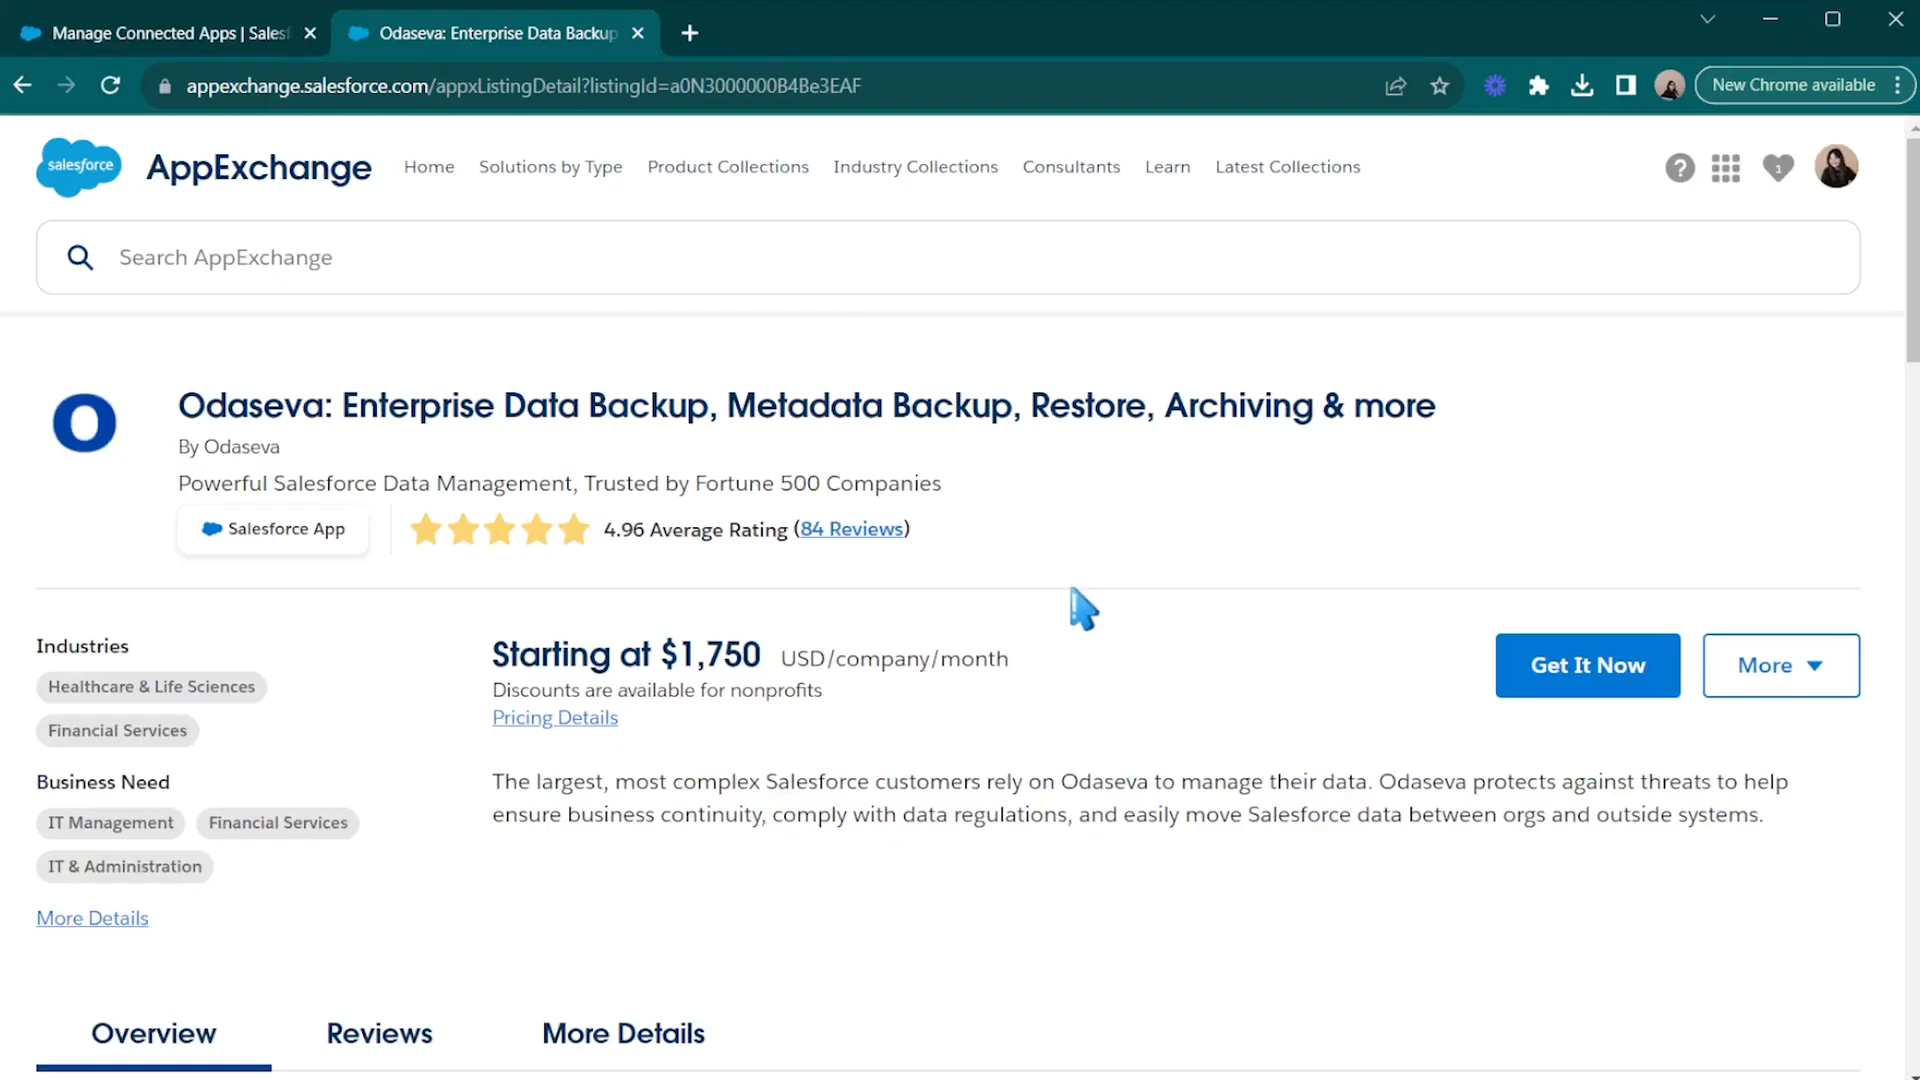 Manage Connected Apps | Salesf
Odaseva: Enterprise Data Backup
appexchange.salesforce.com/appxListingDetail?listingId=a0N3000000B4Be3EAF
New Chrome available
salesforce
AppExchange
Home
Solutions by Type
Product Collections
Industry Collections
Consultants
Learn
Latest Collections
?
1
Search AppExchange
O
Odaseva: Enterprise Data Backup, Metadata Backup, Restore, Archiving & more
By Odaseva
Powerful Salesforce Data Management, Trusted by Fortune 500 Companies
Salesforce App
4.96 Average Rating (84 Reviews)
Industries
Healthcare & Life Sciences
Financial Services
Business Need
IT Management
Financial Services
IT & Administration
More Details
Starting at $1,750 USD/company/month
Discounts are available for nonprofits
Pricing Details
Get It Now
More
The largest, most complex Salesforce customers rely on Odaseva to manage their data. Odaseva protects against threats to help
ensure business continuity, comply with data regulations, and easily move Salesforce data between orgs and outside systems.
Overview
Reviews
More Details